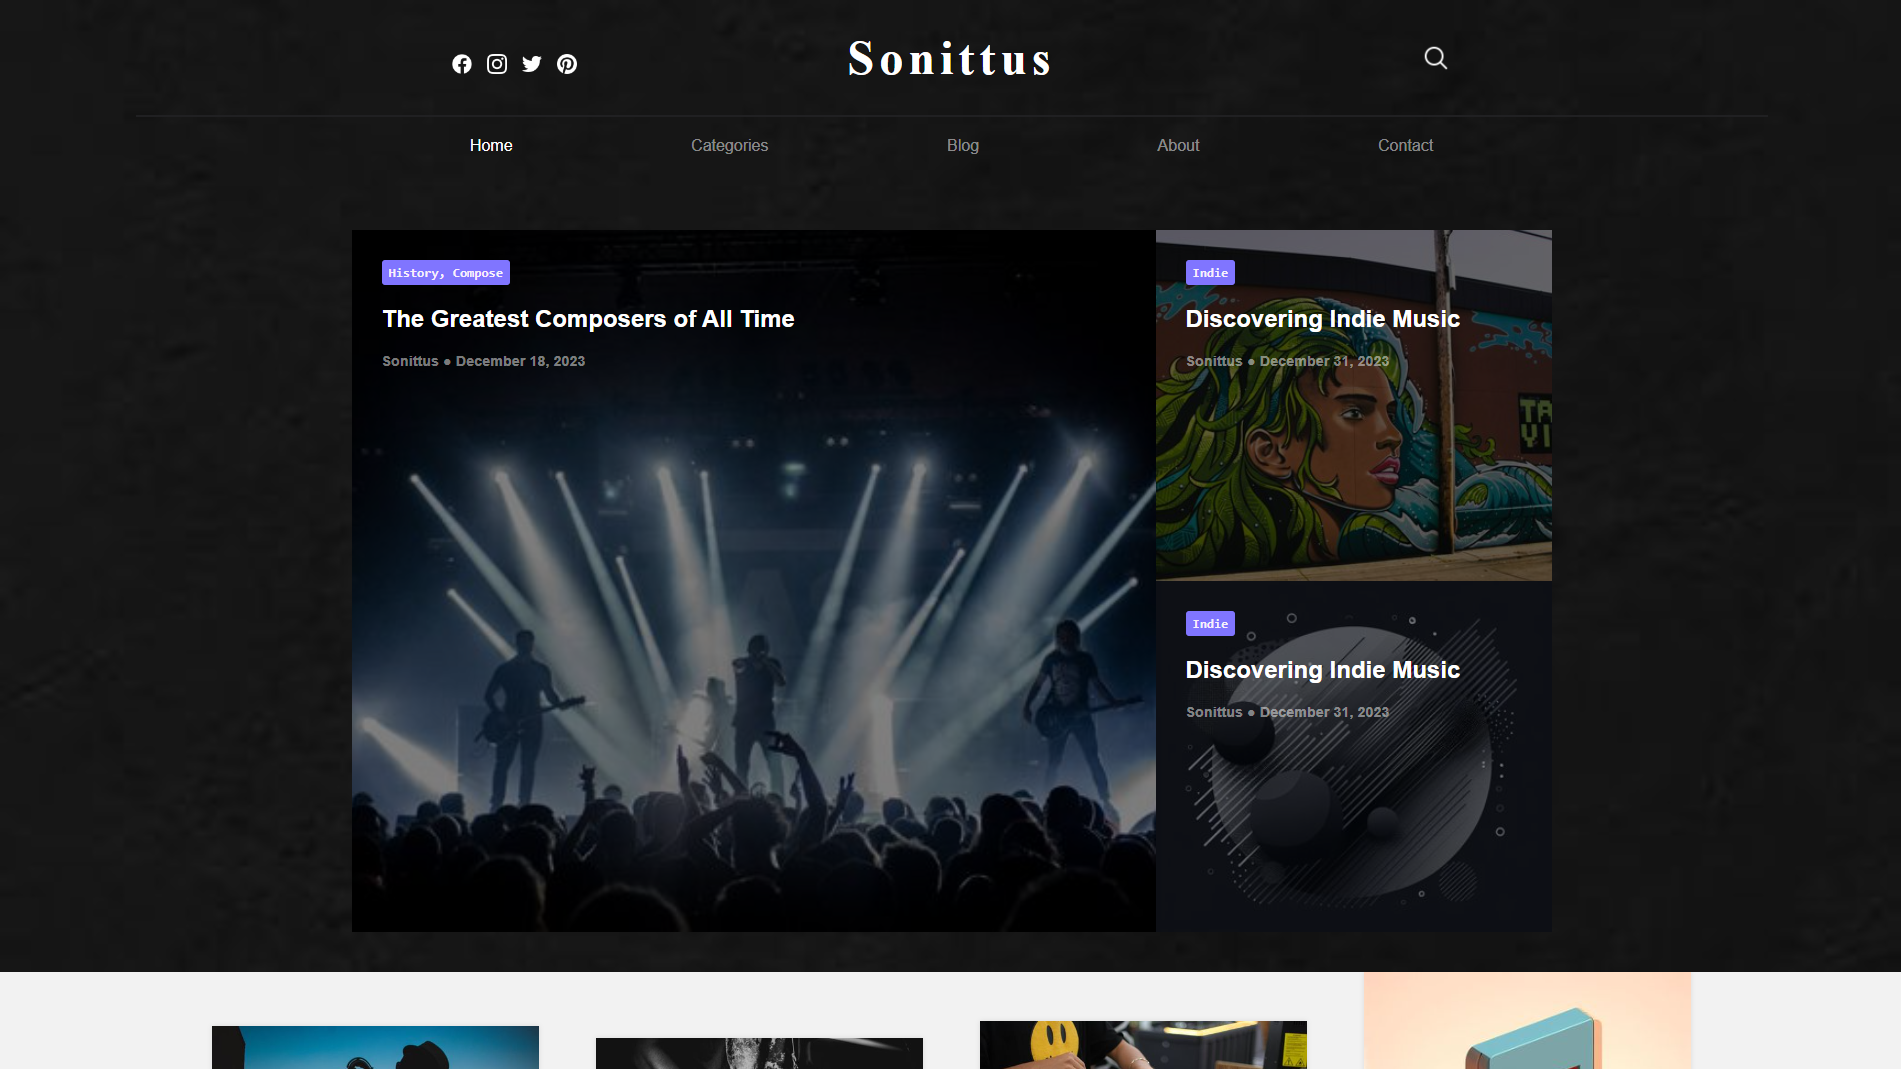 Sonittus
Home
Categories
Blog
About
Contact
History, Compose
The Greatest Composers of All Time
Sonittus ● December 18, 2023
Indie
Discovering Indie Music
Sonittus ● December 31, 2023
Indie
Discovering Indie Music
Sonittus ● December 31, 2023